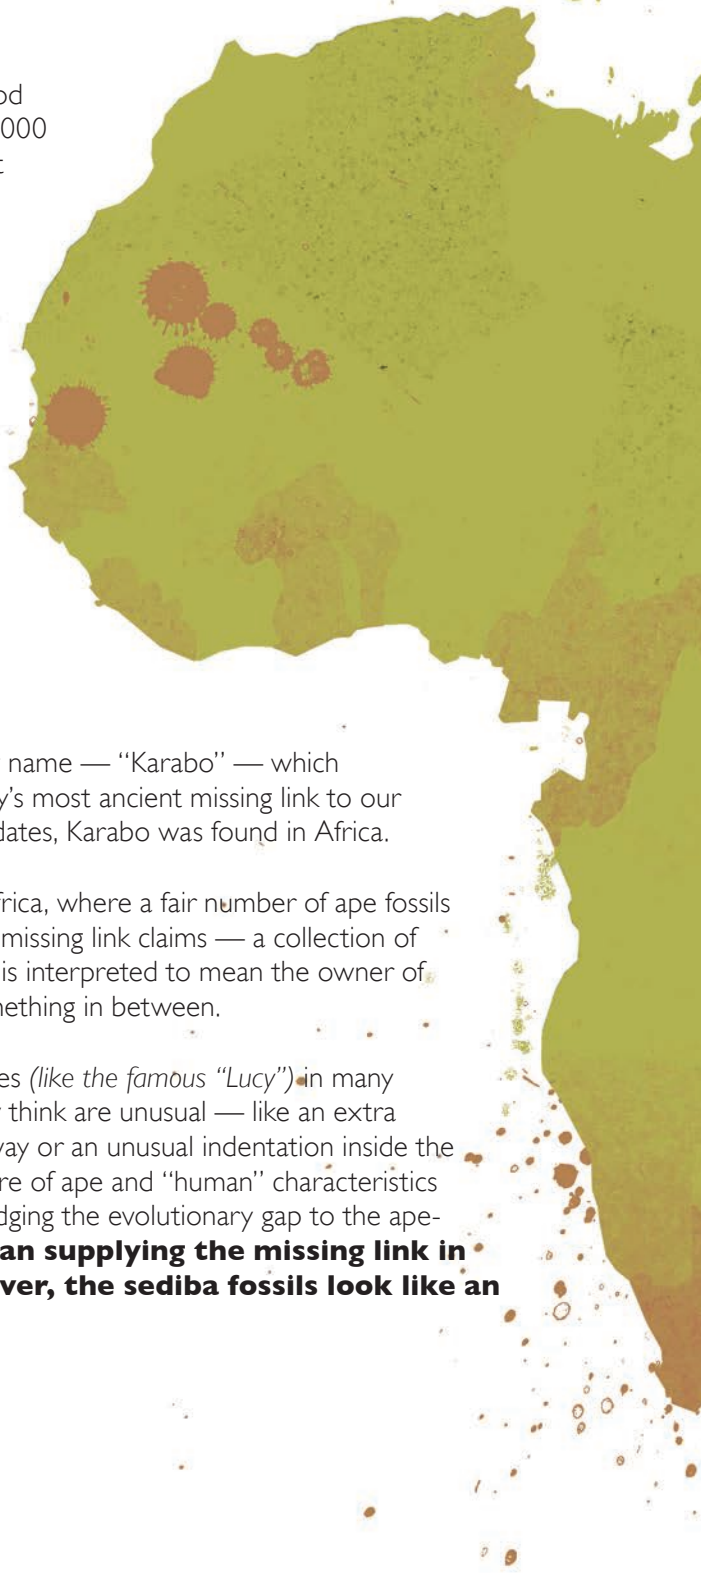 od
000
t
name — “Karabo” — which
y’s most ancient missing link to our
dates, Karabo was found in Africa.
frica, where a fair number of ape fossils
missing link claims — a collection of
is interpreted to mean the owner of
nething in between.
es (like the famous “Lucy”) in many
think are unusual — like an extra
way or an unusual indentation inside the
re of ape and “human” characteristics
dging the evolutionary gap to the ape-
an supplying the missing link in
ver, the sediba fossils look like an